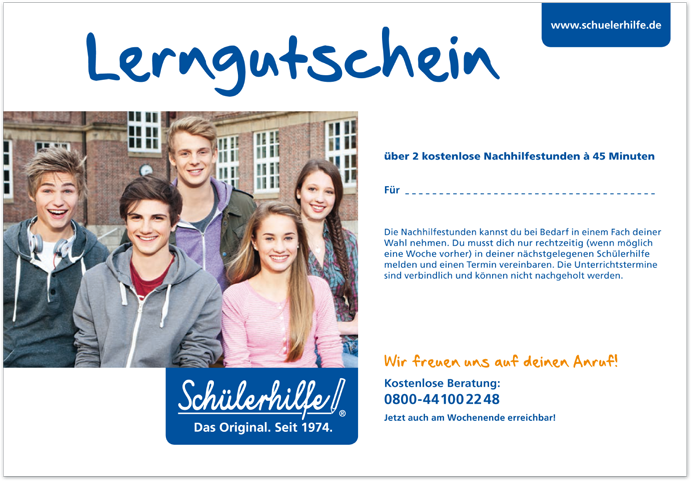 www.schuelerhilfe.de
Lerngutschein
über 2 kostenlose Nachhilfestunden à 45 Minuten
Für
Die Nachhilfestunden kannst du bei Bedarf in einem Fach deiner
Wahl nehmen. Du musst dich nur rechtzeitig (wenn möglich
eine Woche vorher) in deiner nächstgelegenen Schülerhilfe
melden und einen Termin vereinbaren. Die Unterrichtstermine
sind verbindlich und können nicht nachgeholt werden.
Wir freuen uns auf deinen Anruf!
Kostenlose Beratung:
0800-44 100 22 48
Jetzt auch am Wochenende erreichbar!
Schülerhilfe! ®
Das Original. Seit 1974.